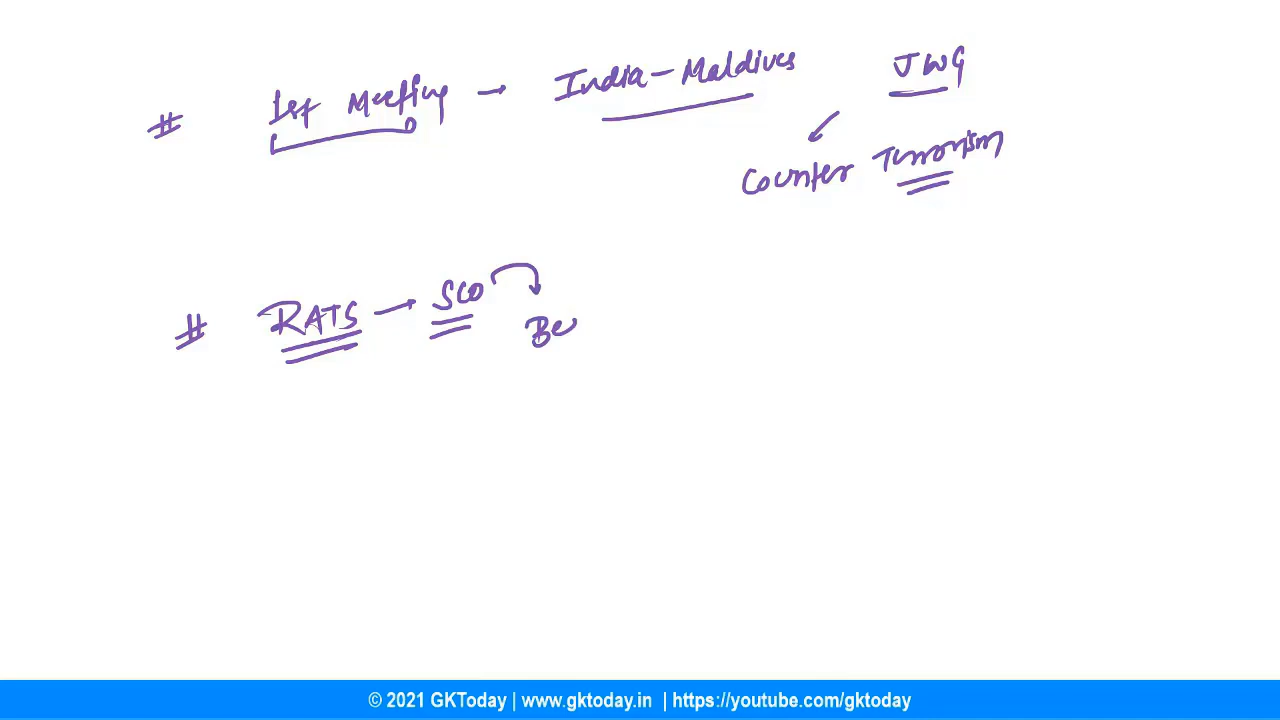 # 1st Meeting → India - Maldives JWG
Counter Terrorism
# RATS → SCO
Be
© 2021 GKToday | www.gktoday.in | https://youtube.com/gktoday